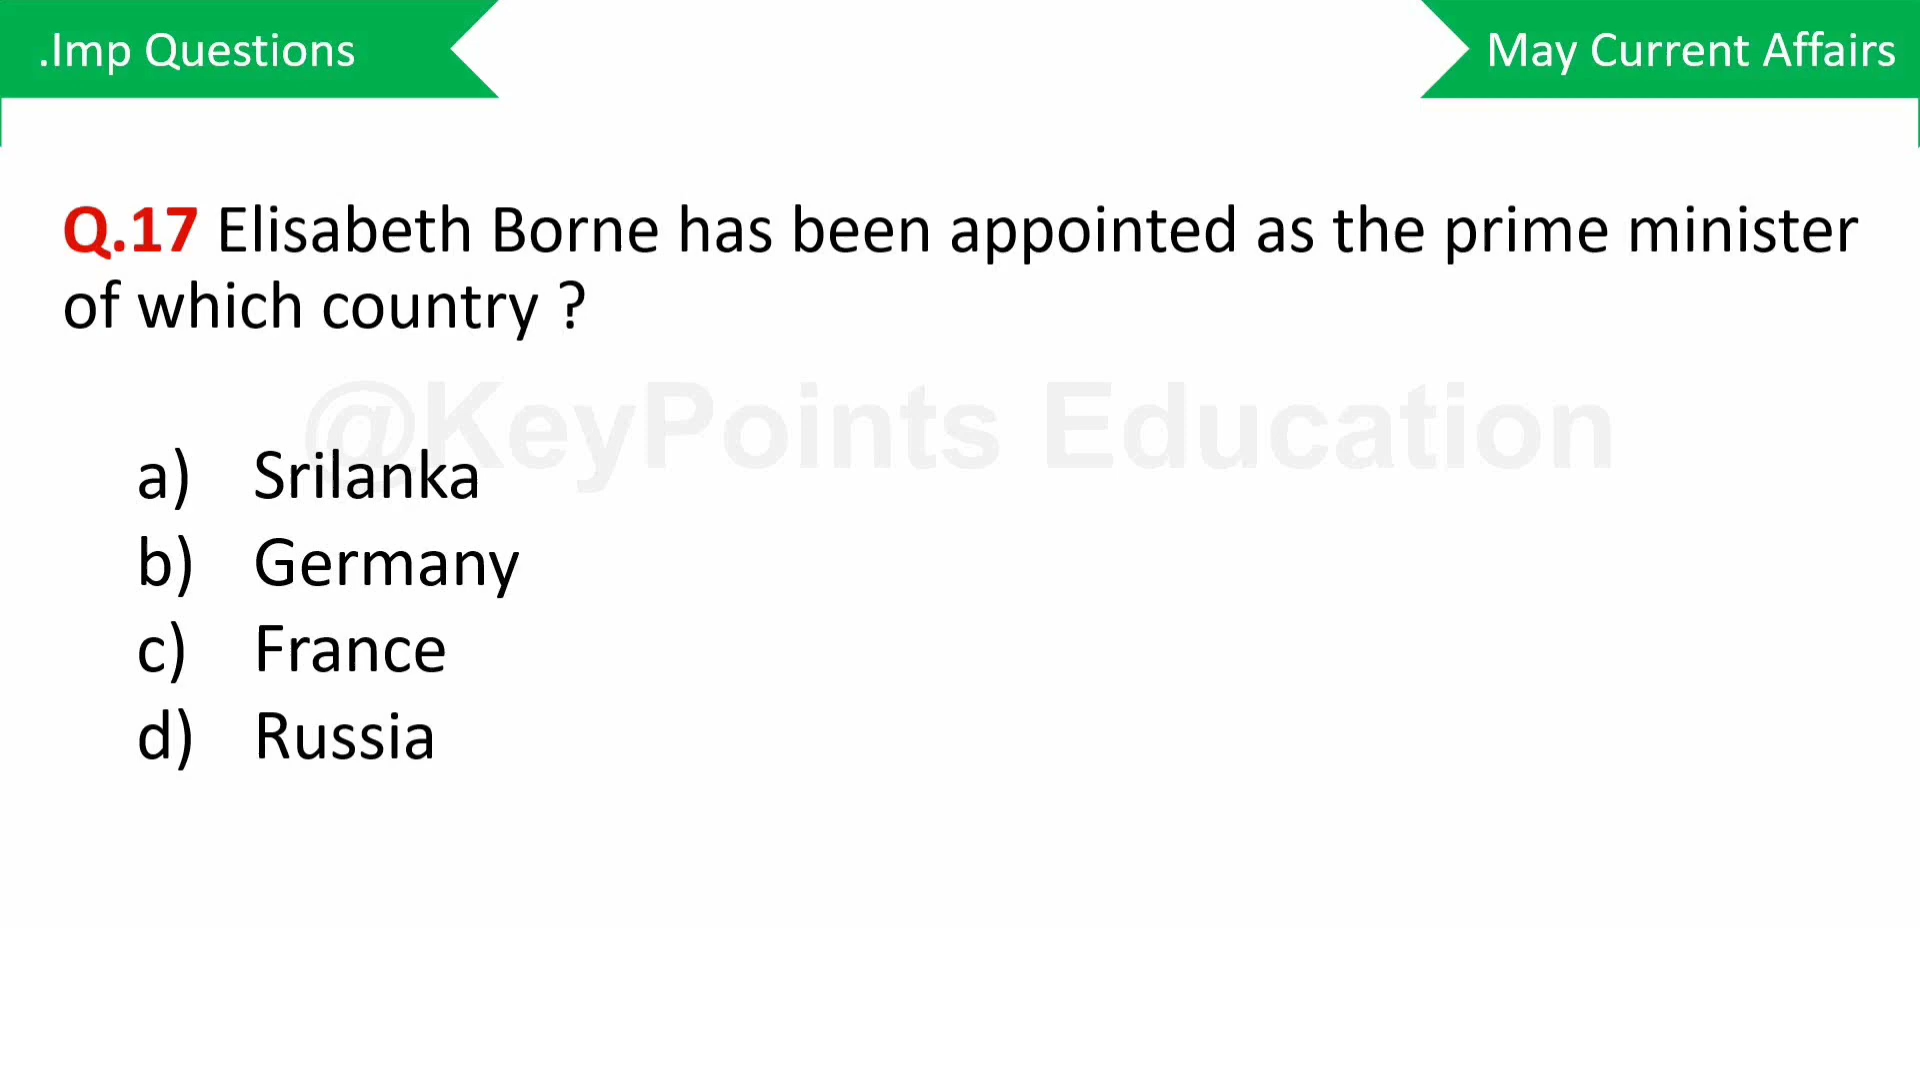 .Imp Questions
May Current Affairs
Q.17 Elisabeth Borne has been appointed as the prime minister
of which country ?
@KeyPoints Education
a) Srilanka
b) Germany
c) France
d) Russia